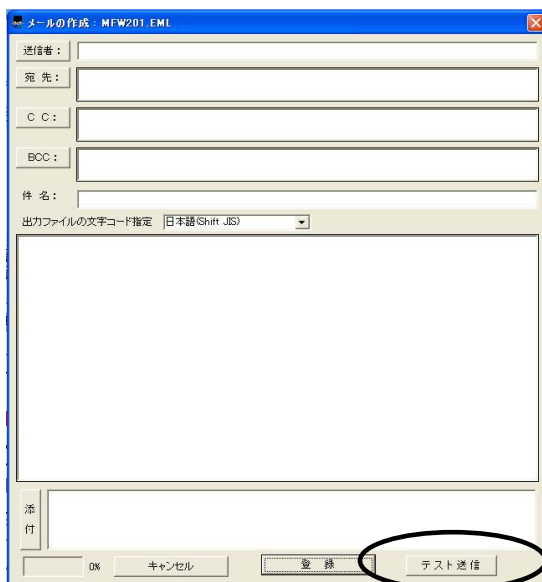 メールの作成：MFW201.EML
送信者：
宛 先：
C C：
BCC：
件 名：
出力ファイルの文字コード指定 日本語(Shift JIS)
添
付
0% キャンセル 登 録 テスト送信